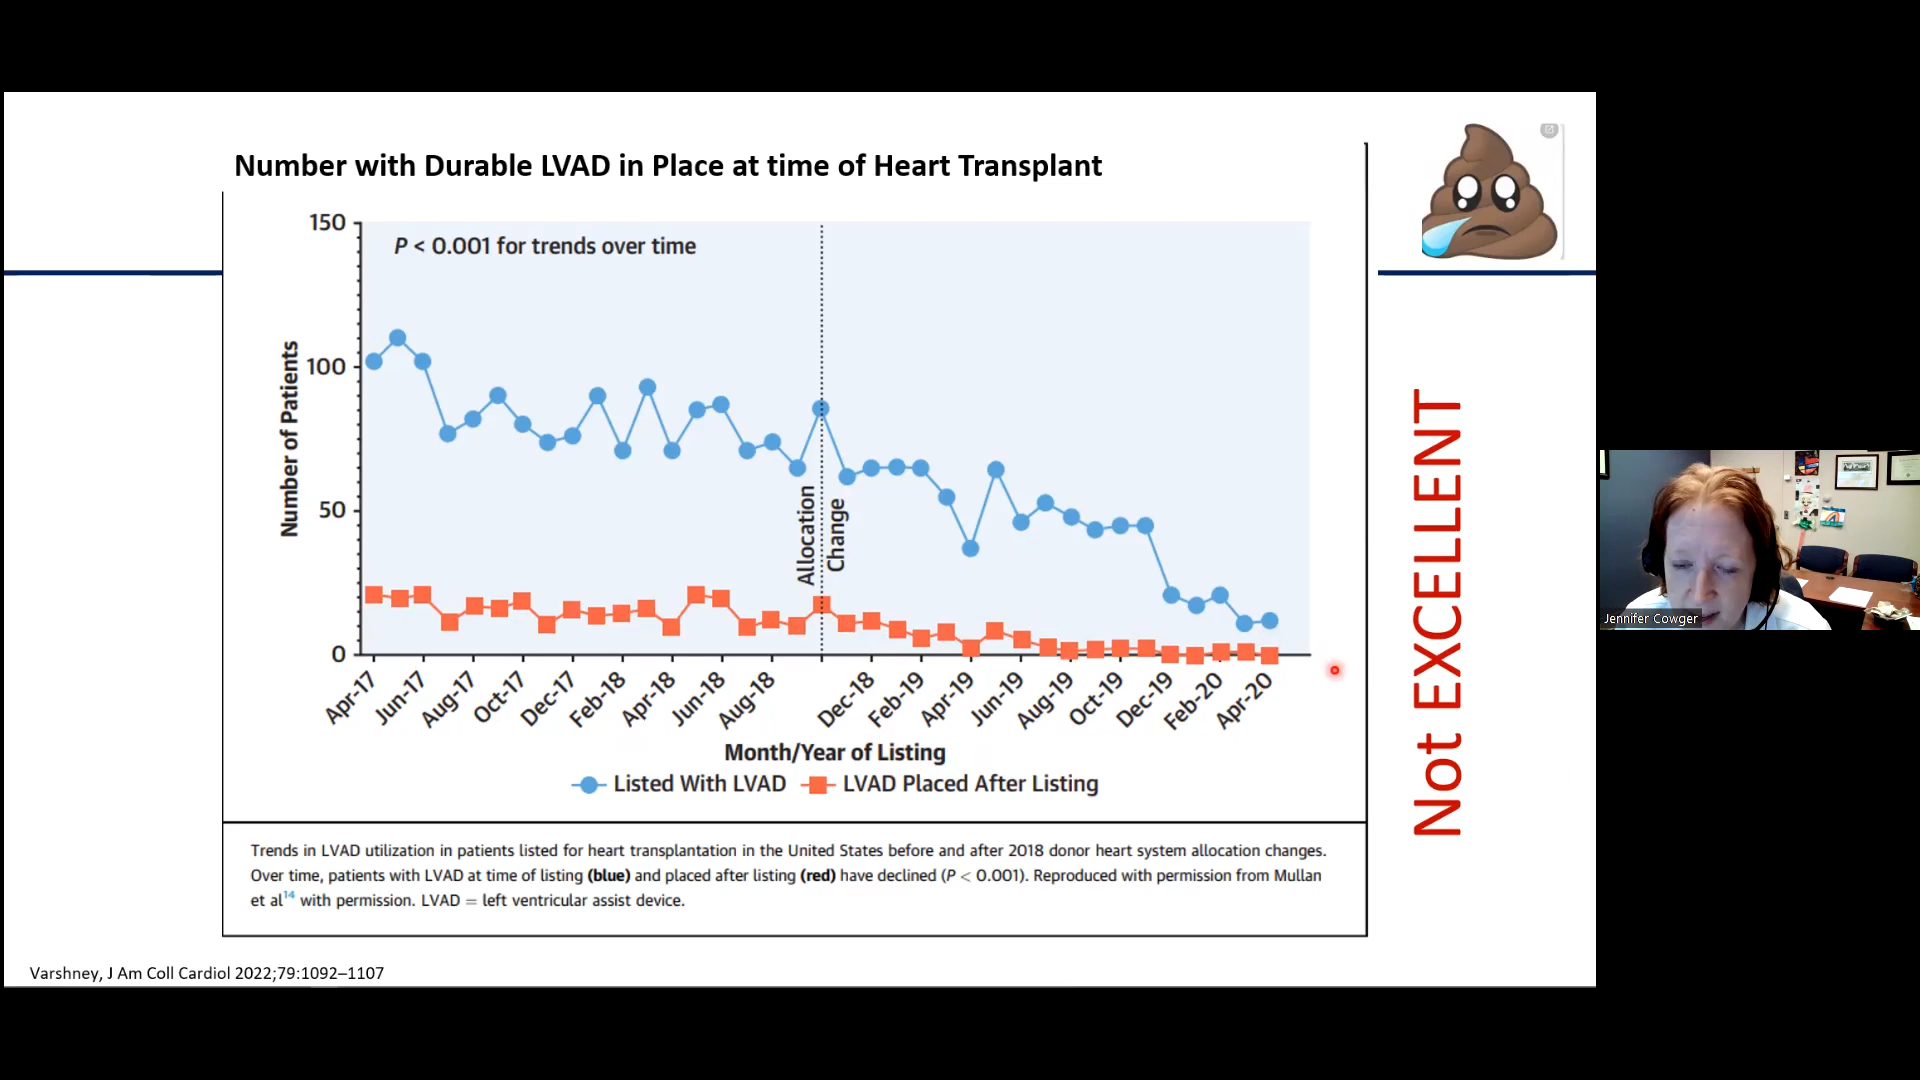 Number with Durable LVAD in Place at time of Heart Transplant
150
100
50
0
Number of Patients
P < 0.001 for trends over time
Allocation
Change
Apr-17
Jun-17
Aug-17
Oct-17
Dec-17
Feb-18
Apr-18
Jun-18
Aug-18
Dec-18
Feb-19
Apr-19
Jun-19
Aug-19
Oct-19
Dec-19
Feb-20
Apr-20
Month/Year of Listing
Listed With LVAD
LVAD Placed After Listing
Trends in LVAD utilization in patients listed for heart transplantation in the United States before and after 2018 donor heart system allocation changes.
Over time, patients with LVAD at time of listing (blue) and placed after listing (red) have declined (P < 0.001). Reproduced with permission from Mullan
et al14 with permission. LVAD = left ventricular assist device.
Varshney, J Am Coll Cardiol 2022;79:1092–1107
Not EXCELLENT
Jennifer Cowger